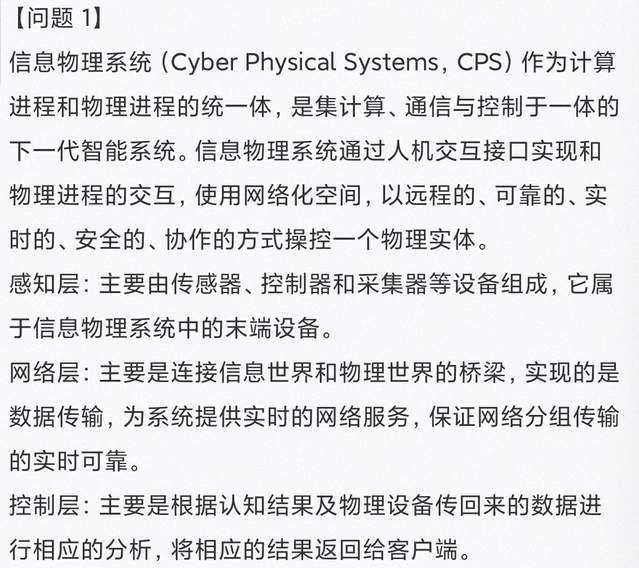 【问题 1】
信息物理系统（Cyber Physical Systems，CPS）作为计算
进程和物理进程的统一体，是集计算、通信与控制于一体的
下一代智能系统。信息物理系统通过人机交互接口实现和
物理进程的交互，使用网络化空间，以远程的、可靠的、实
时的、安全的、协作的方式操控一个物理实体。
感知层：主要由传感器、控制器和采集器等设备组成，它属
于信息物理系统中的末端设备。
网络层：主要是连接信息世界和物理世界的桥梁，实现的是
数据传输，为系统提供实时的网络服务，保证网络分组传输
的实时可靠。
控制层：主要是根据认知结果及物理设备传回来的数据进
行相应的分析，将相应的结果返回给客户端。